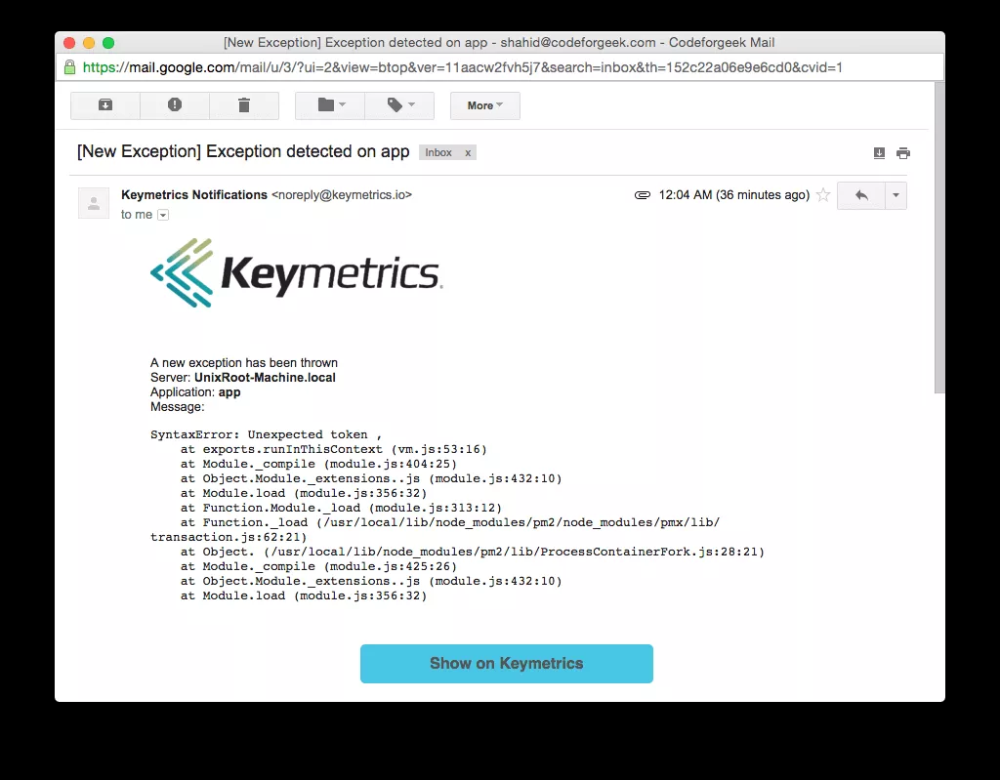 [New Exception] Exception detected on app - shahid@codeforgeek.com - Codeforgeek Mail
https://mail.google.com/mail/u/3/?ui=2&view=btop&ver=11aacw2fvh5j7&search=inbox&th=152c22a06e9e6cd0&cvid=1
More
[New Exception] Exception detected on app Inbox x
Keymetrics Notifications <noreply@keymetrics.io> 12:04 AM (36 minutes ago)
to me
Keymetrics.
A new exception has been thrown
Server: UnixRoot-Machine.local
Application: app
Message:
SyntaxError: Unexpected token ,
    at exports.runInThisContext (vm.js:53:16)
    at Module._compile (module.js:404:25)
    at Object.Module._extensions..js (module.js:432:10)
    at Module.load (module.js:356:32)
    at Function.Module._load (module.js:313:12)
    at Function._load (/usr/local/lib/node_modules/pm2/node_modules/pmx/lib/
transaction.js:62:21)
    at Object. (/usr/local/lib/node_modules/pm2/lib/ProcessContainerFork.js:28:21)
    at Module._compile (module.js:425:26)
    at Object.Module._extensions..js (module.js:432:10)
    at Module.load (module.js:356:32)
Show on Keymetrics